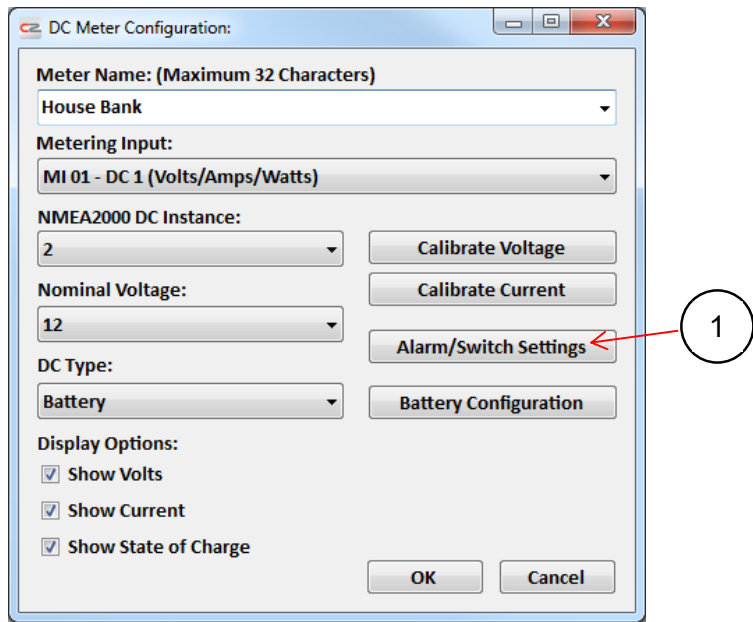 C2 DC Meter Configuration:
Meter Name: (Maximum 32 Characters)
House Bank
Metering Input:
MI 01 - DC 1 (Volts/Amps/Watts)
NMEA2000 DC Instance:
2
Calibrate Voltage
Nominal Voltage:
Calibrate Current
12
Alarm/Switch Settings
1
DC Type:
Battery
Battery Configuration
Display Options:
Show Volts
Show Current
Show State of Charge
OK
Cancel